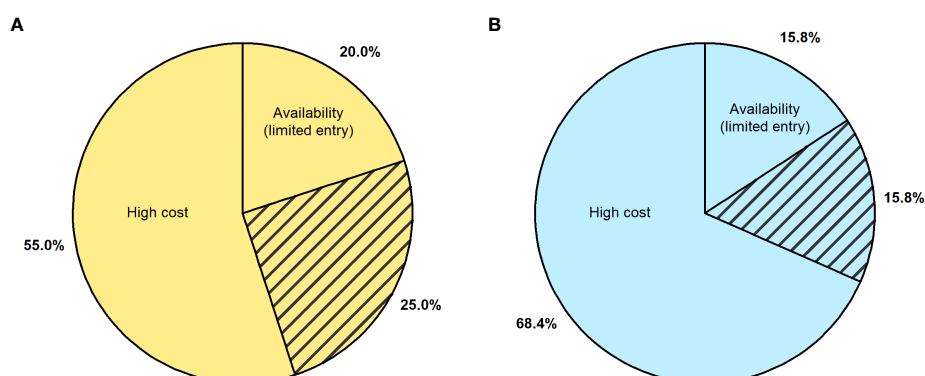 A
20.0%
Availability
(limited entry)
High cost
55.0%
25.0%
B
15.8%
Availability
(limited entry)
15.8%
High cost
68.4%